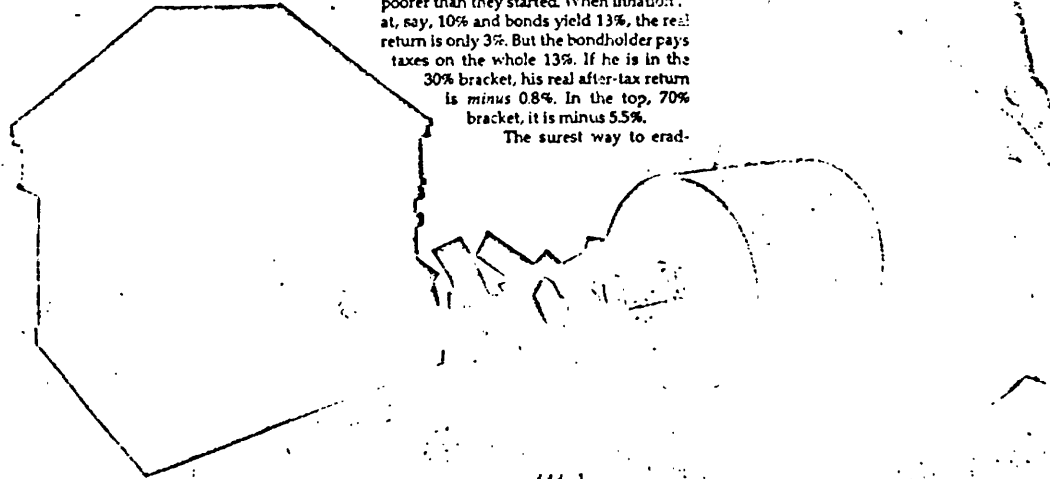 poorer than they started. When inflation
at, say, 10% and bonds yield 13%, the real
return is only 3%. But the bondholder pays
taxes on the whole 13%. If he is in the
30% bracket, his real after-tax return
is minus 0.8%. In the top, 70%
bracket, it is minus 5.5%.
The surest way to erad-